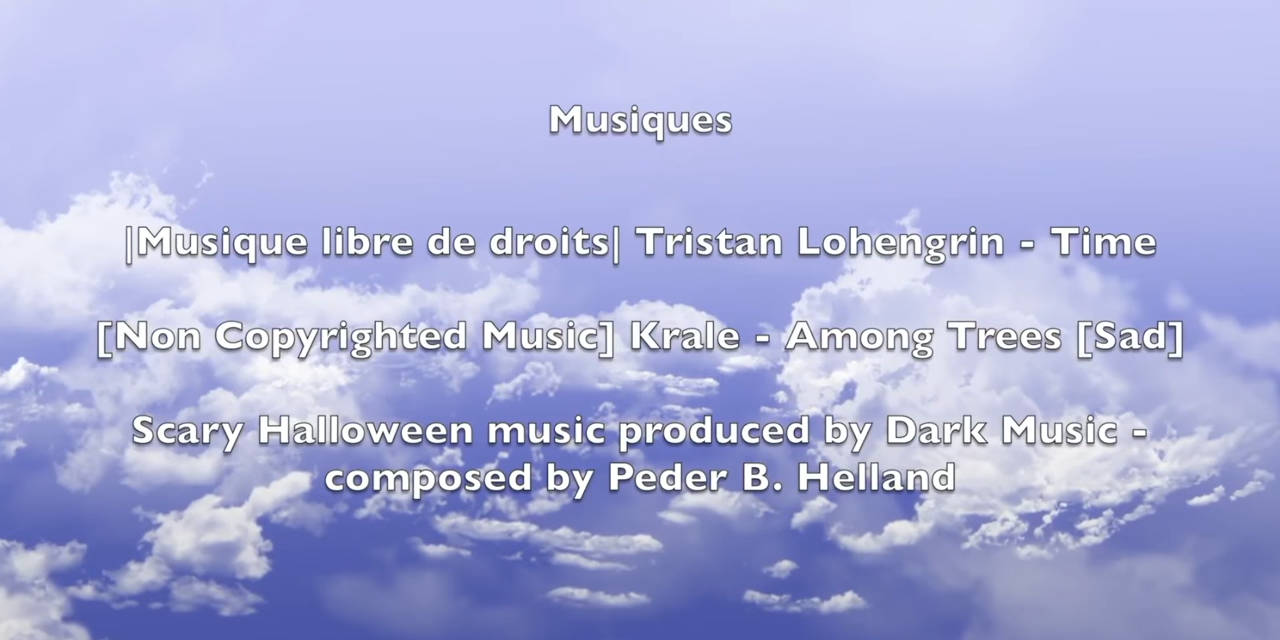 Musiques
|Musique libre de droits| Tristan Lohengrin - Time
[Non Copyrighted Music] Krale - Among Trees [Sad]
Scary Halloween music produced by Dark Music -
composed by Peder B. Helland